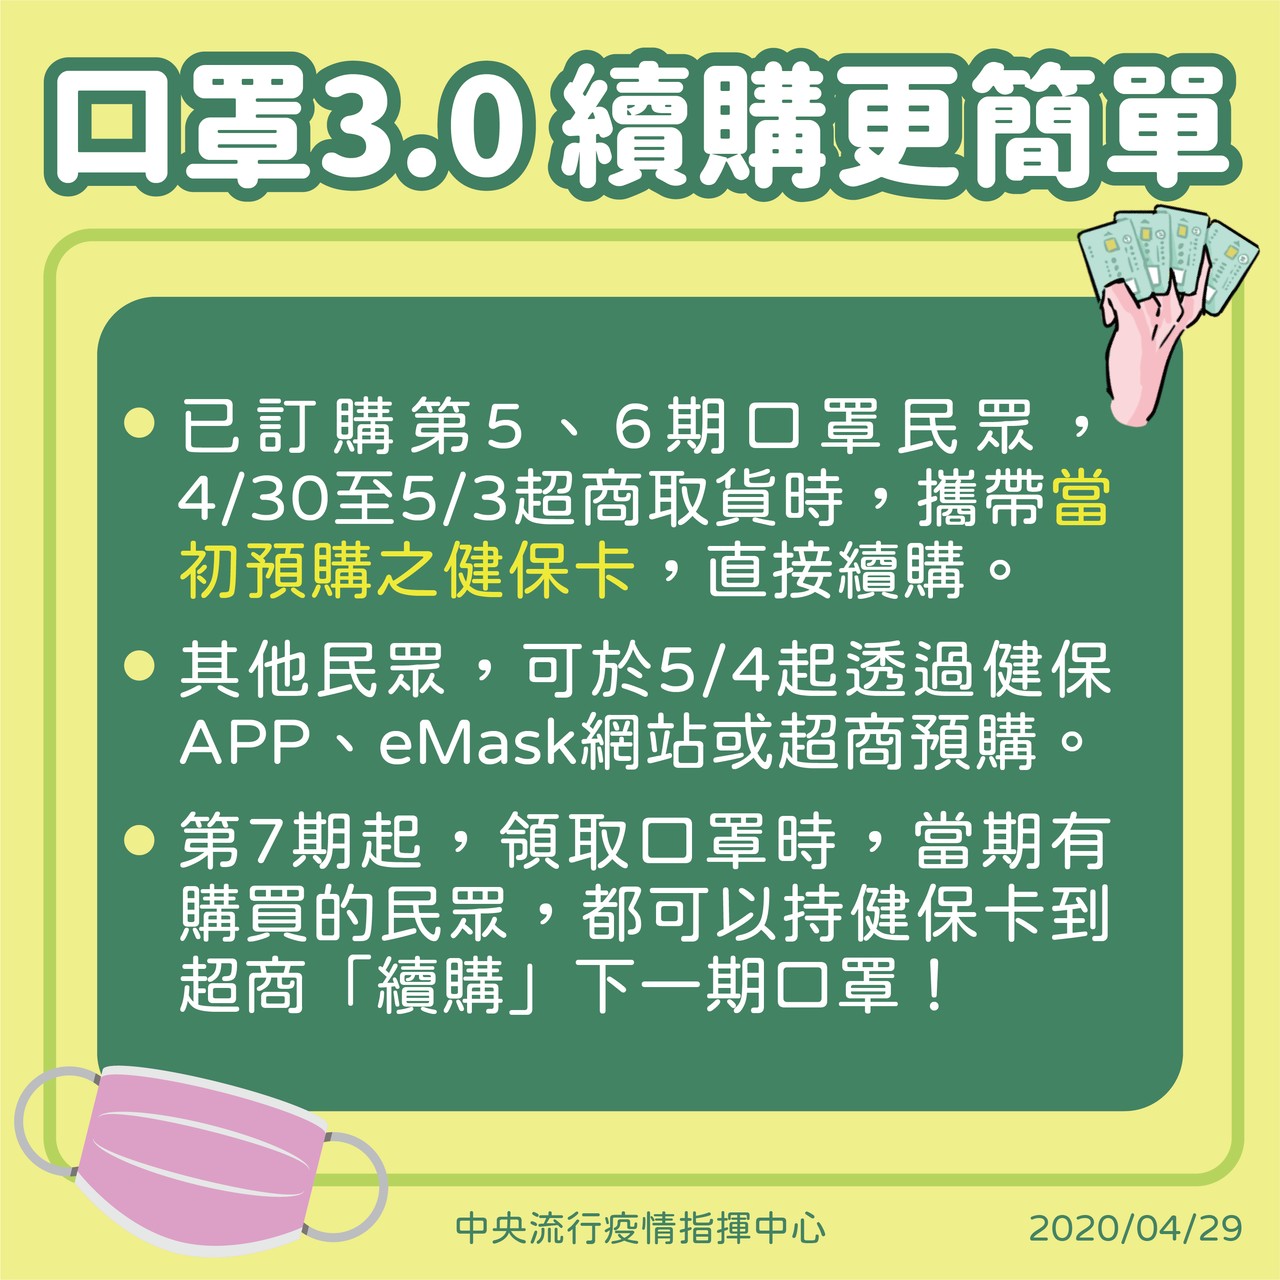 口罩3.0 續購更簡單
已訂購第5、6期口罩民眾，
4/30至5/3超商取貨時，攜帶當
初預購之健保卡，直接續購。
其他民眾，可於5/4起透過健保
APP、eMask網站或超商預購。
第7期起，領取口罩時，當期有
購買的民眾，都可以持健保卡到
超商「續購」下一期口罩！
中央流行疫情指揮中心
2020/04/29